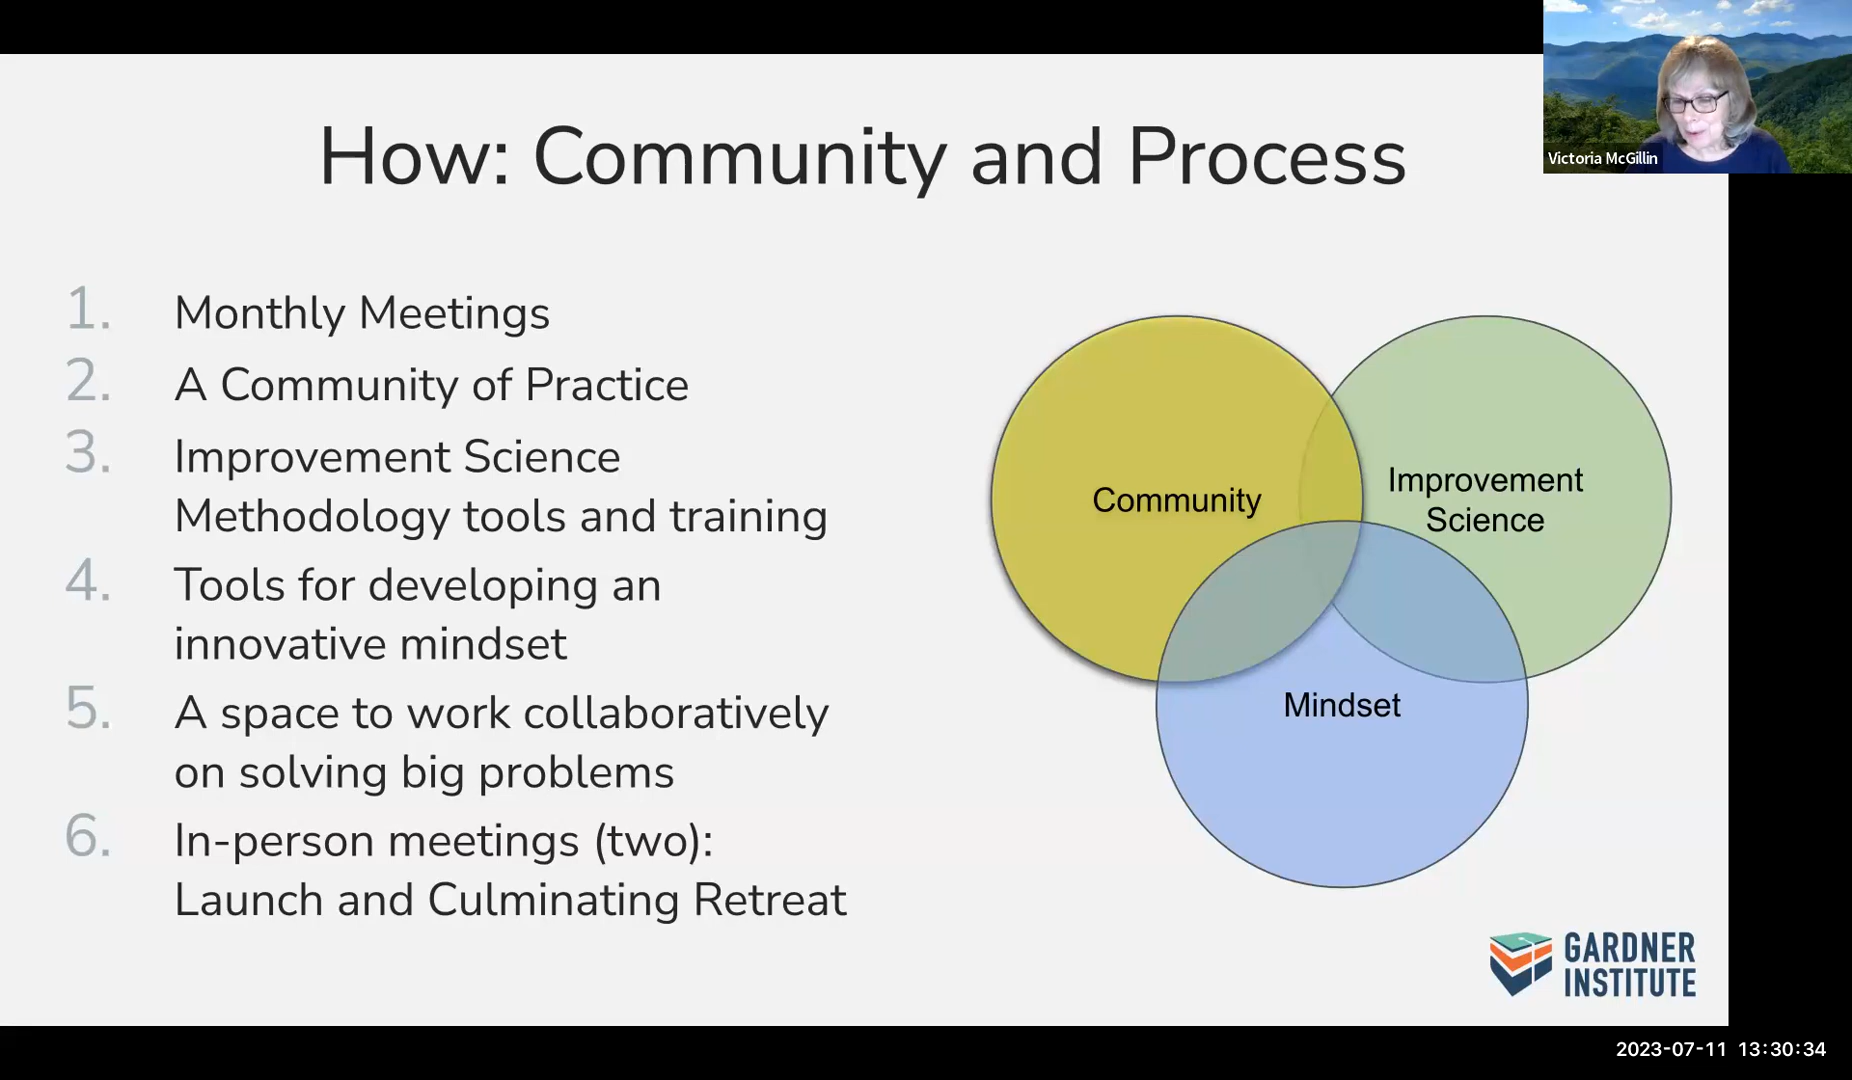 How: Community and Process
Victoria McGillin
1. Monthly Meetings
2. A Community of Practice
3. Improvement Science
Methodology tools and training
4. Tools for developing an
innovative mindset
5. A space to work collaboratively
on solving big problems
6. In-person meetings (two):
Launch and Culminating Retreat
Community
Improvement
Science
Mindset
GARDNER
INSTITUTE
2023-07-11 13:30:34